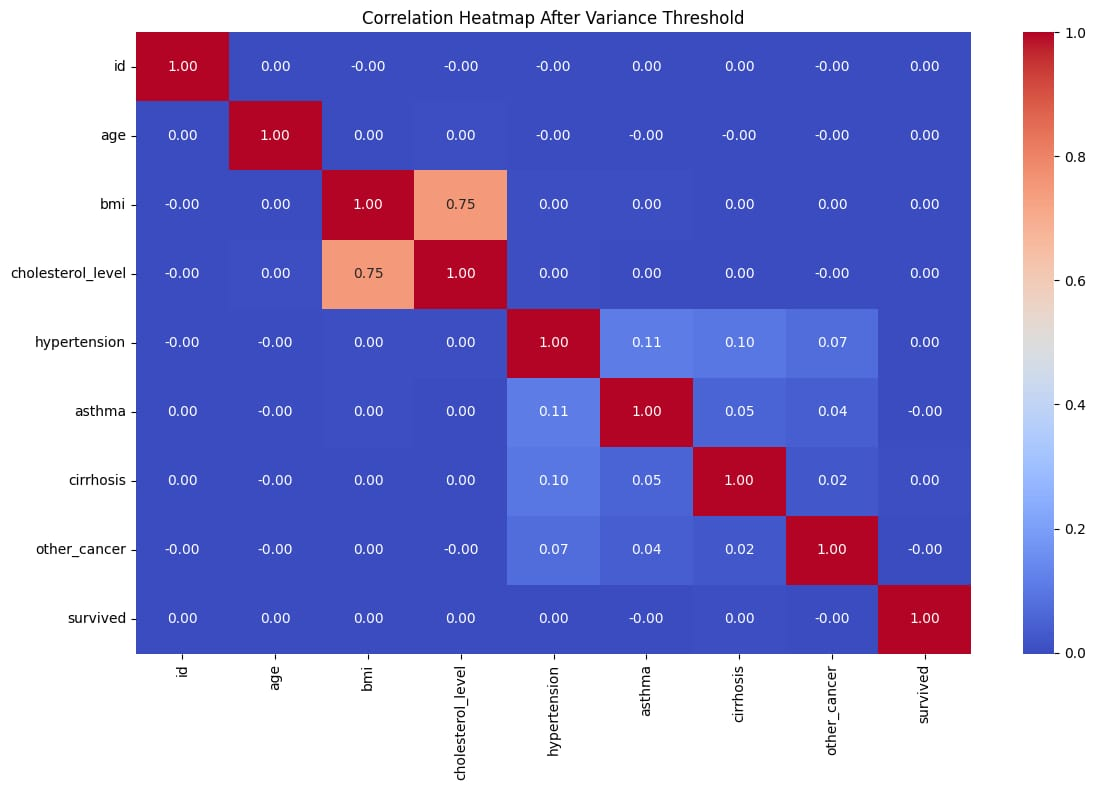 Correlation Heatmap After Variance Threshold
id 1.00 0.00 -0.00 -0.00 -0.00 0.00 0.00 -0.00 0.00
age 0.00 1.00 0.00 0.00 -0.00 -0.00 -0.00 -0.00 0.00
bmi -0.00 0.00 1.00 0.75 0.00 0.00 0.00 0.00 0.00
cholesterol_level -0.00 0.00 0.75 1.00 0.00 0.00 0.00 -0.00 0.00
hypertension -0.00 -0.00 0.00 0.00 1.00 0.11 0.10 0.07 0.00
asthma 0.00 -0.00 0.00 0.00 0.11 1.00 0.05 0.04 -0.00
cirrhosis 0.00 -0.00 0.00 0.00 0.10 0.05 1.00 0.02 0.00
other_cancer -0.00 -0.00 0.00 -0.00 0.07 0.04 0.02 1.00 -0.00
survived 0.00 0.00 0.00 0.00 0.00 -0.00 0.00 -0.00 1.00
id age bmi cholesterol_level hypertension asthma cirrhosis other_cancer survived
1.0
0.8
0.6
0.4
0.2
0.0